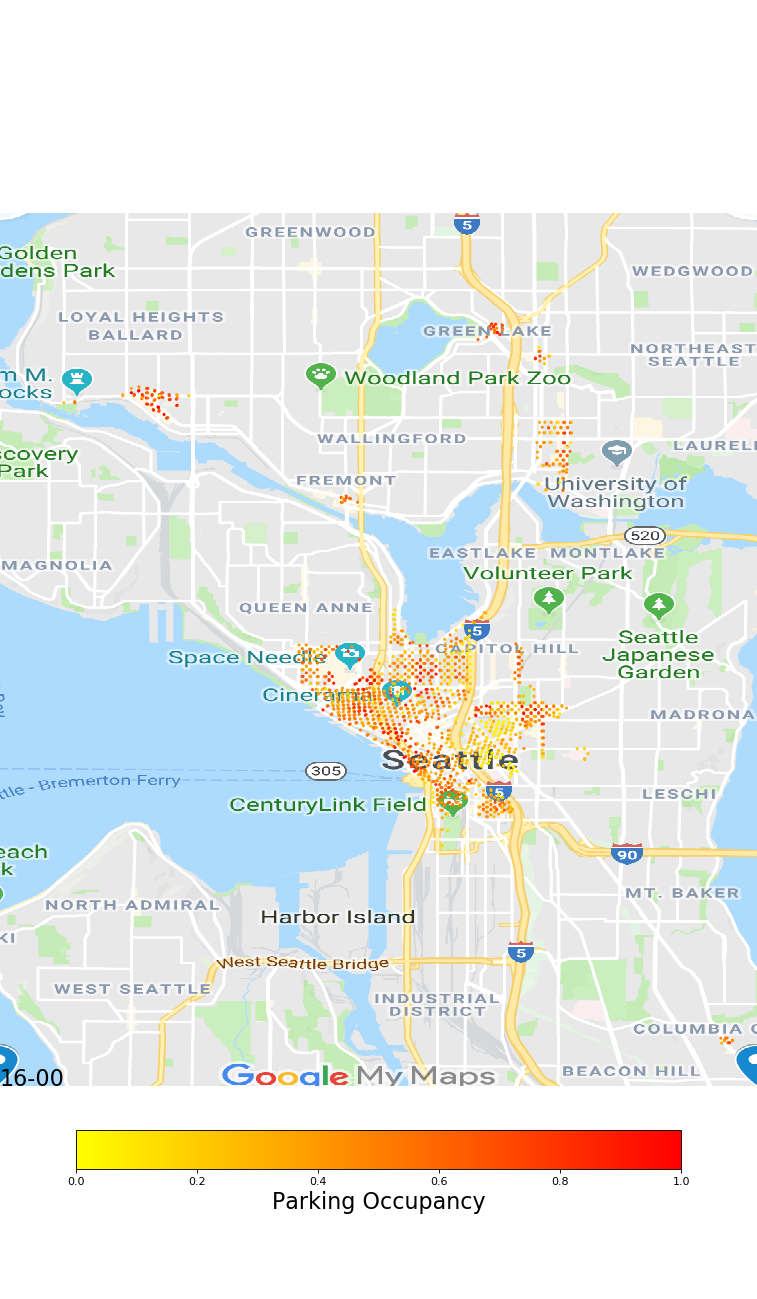 5
GREENWOOD
Golden
dens Park
WEDGWOOD
LOYAL HEIGHTS
BALLARD
GREEN LAKE
NORTHEAST
SEATTLE
m M.
ocks
Woodland Park Zoo
WALLINGFORD
LAURELH
scovery
Park
FREMONT
University of
Washington
520
EASTLAKE
MONTLAKE
MAGNOLIA
Volunteer Park
QUEEN ANNE
5
CAPITOL HILL
Seattle
Japanese
Garden
Space Needle
Cinerama
MADRONA
305
Seattle
ttle - Bremerton Ferry
5
LESCHI
CenturyLink Field
each
k
90
NORTH ADMIRAL
MT. BAKER
Harbor Island
KI
5
West Seattle Bridge
WEST SEATTLE
INDUSTRIAL
DISTRICT
COLUMBIA C
BEACON HILL
16-00
Google My Maps
0.0 0.2 0.4 0.6 0.8 1.0
Parking Occupancy